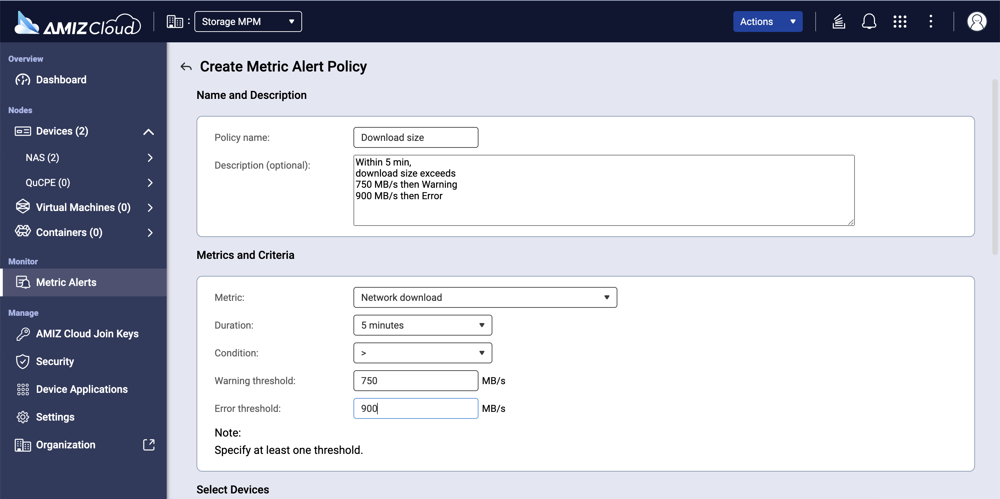 AMIZ Cloud
:
Storage MPM
Actions
Overview
Dashboard
Nodes
Devices (2)
NAS (2)
QuCPE (0)
Virtual Machines (0)
Containers (0)
Monitor
Metric Alerts
Manage
AMIZ Cloud Join Keys
Security
Device Applications
Settings
Organization
Create Metric Alert Policy
Name and Description
Policy name:
Download size
Description (optional):
Within 5 min,
download size exceeds
750 MB/s then Warning
900 MB/s then Error
Metrics and Criteria
Metric:
Network download
Duration:
5 minutes
Condition:
>
Warning threshold:
750 MB/s
Error threshold:
900 MB/s
Note:
Specify at least one threshold.
Select Devices